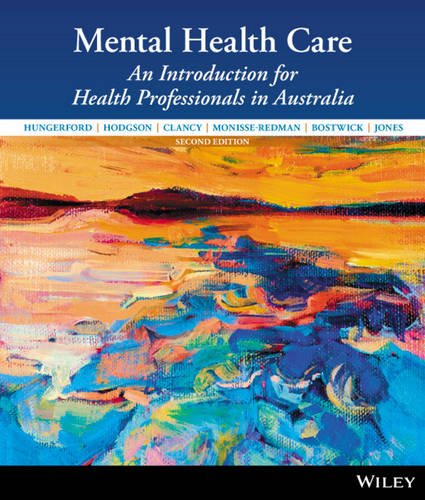 Mental Health Care
An Introduction for
Health Professionals in Australia
HUNGERFORD | HODGSON | CLANCY | MONISSE-REDMAN | BOSTWICK | JONES
SECOND EDITION
WILEY